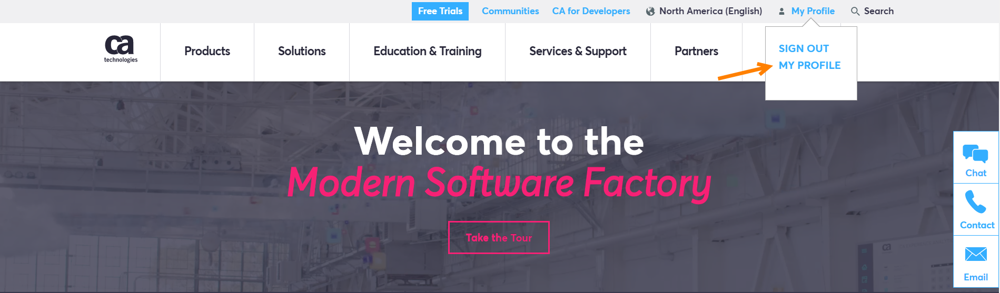 Free Trials
Communities
CA for Developers
North America (English)
My Profile
Search
ca
technologies
Products
Solutions
Education & Training
Services & Support
Partners
SIGN OUT
MY PROFILE
Welcome to the
Modern Software Factory
Take the Tour
Chat
Contact
Email
ca